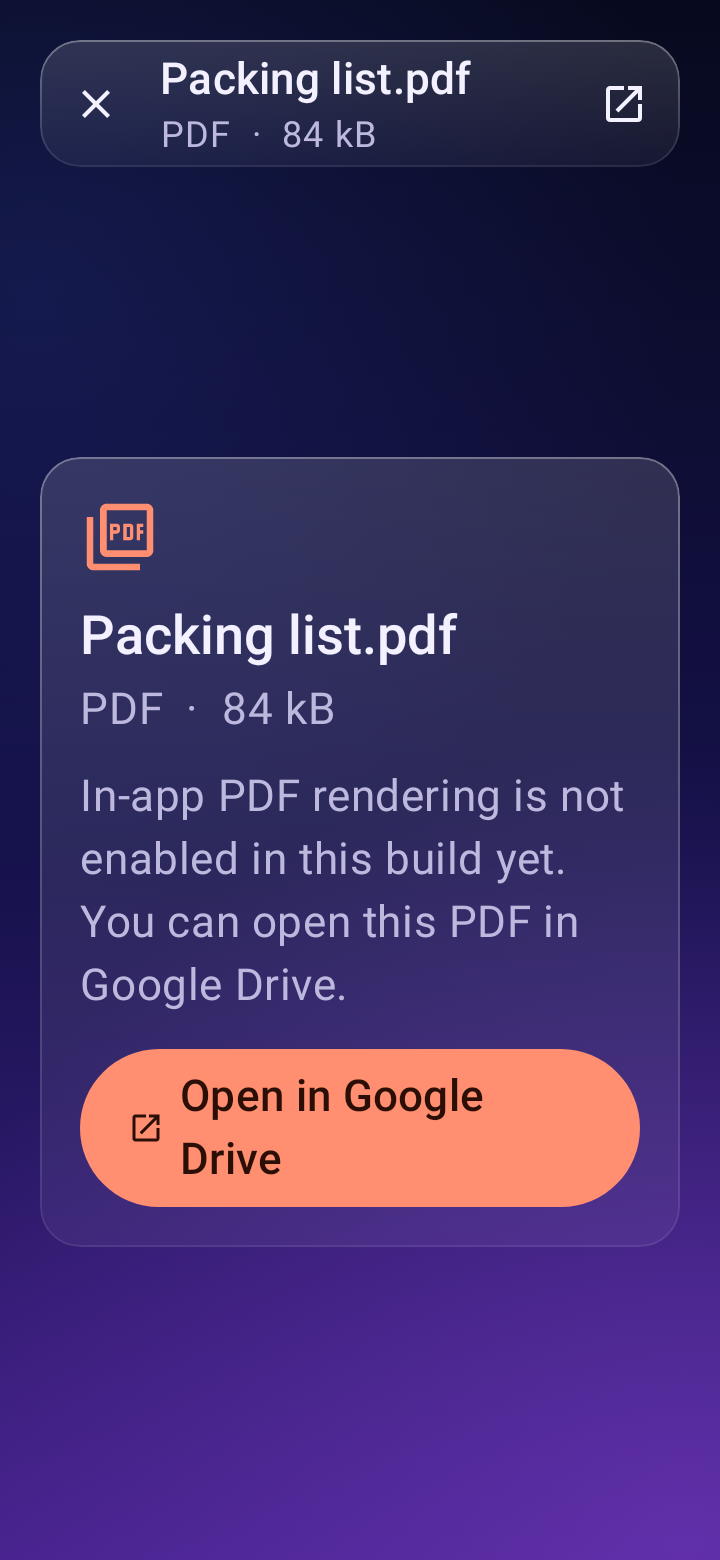 Packing list.pdf
PDF · 84 kB
PDF
Packing list.pdf
PDF · 84 kB
In-app PDF rendering is not
enabled in this build yet.
You can open this PDF in
Google Drive.
Open in Google
Drive